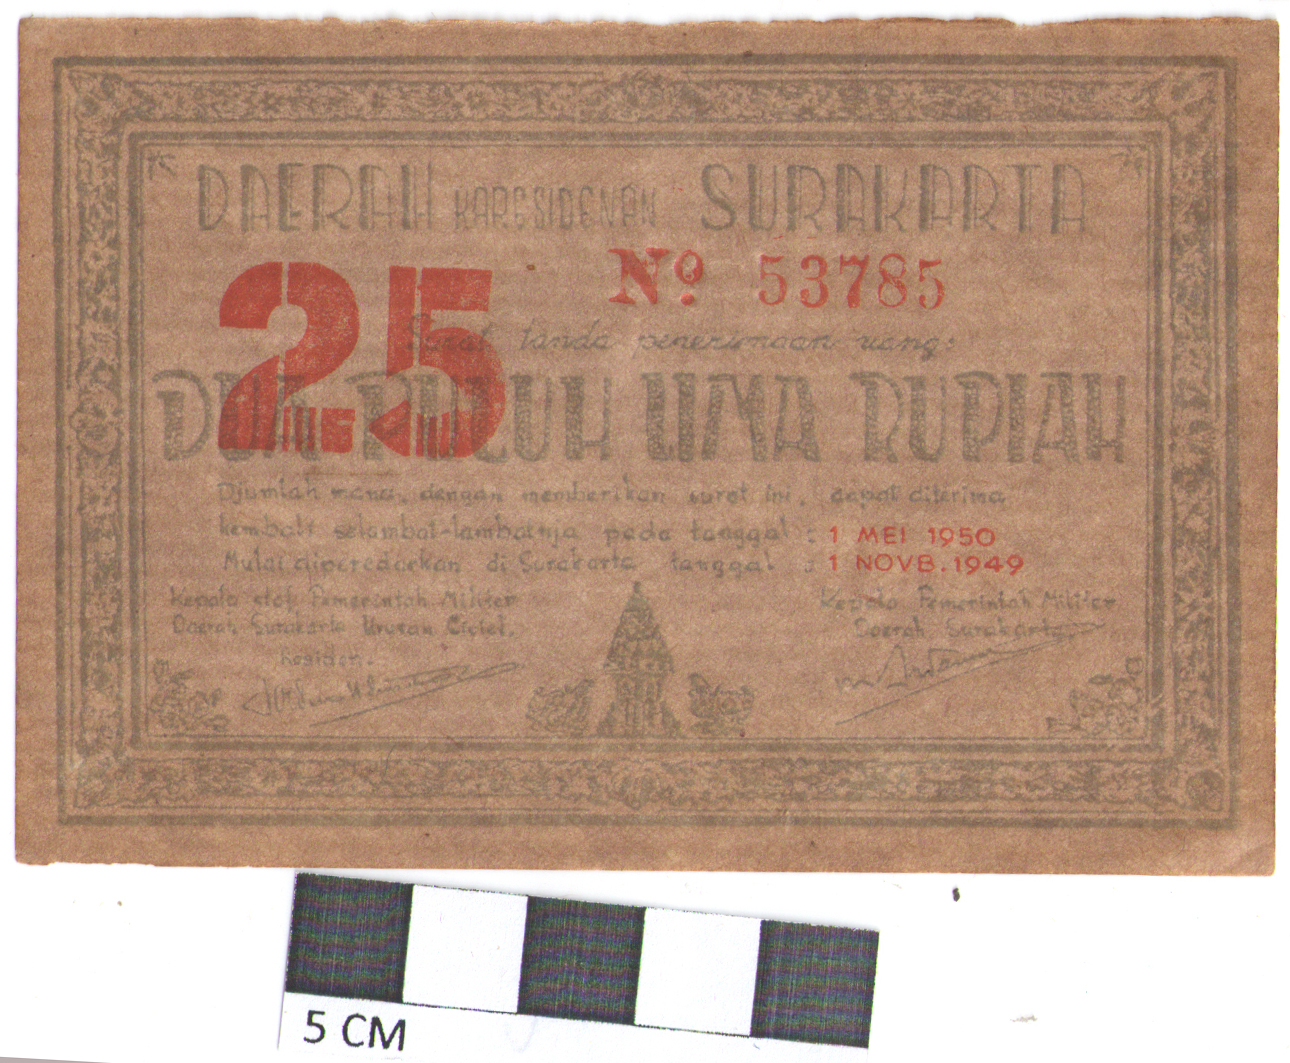 DAERAH KARESIDENAN SURAKARTA
No 53785
25
Surat tanda penerimaan uang:
DUA PULUH LIMA RUPIAH
Djumlah mana, dengan memberikan surat ini, dapat diterima
kembali selambat-lambatnja pada tanggal : 1 MEI 1950
Mulai diperedarkan di Surakarta tanggal : 1 NOVB. 1949
Kepala staf Pemerintah Militer
Daerah Surakarta Urusan Ciciel.
Residen.
Kepala Pemerintah Militer
Daerah Surakarta.
5 CM